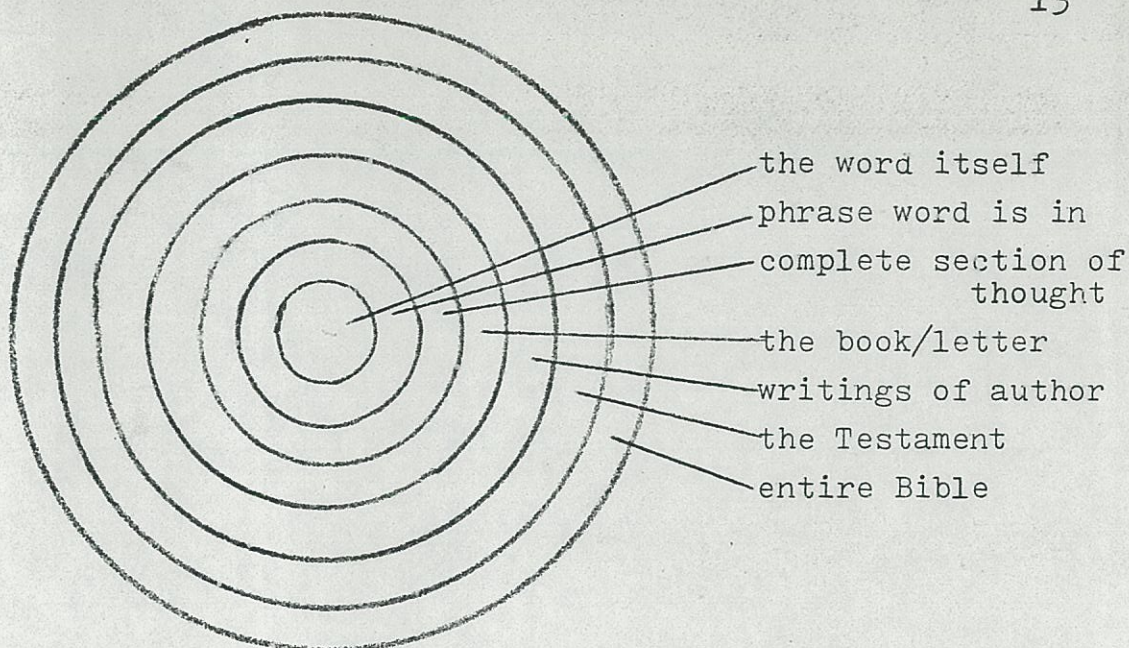 the word itself
phrase word is in
complete section of
thought
the book/letter
writings of author
the Testament
entire Bible